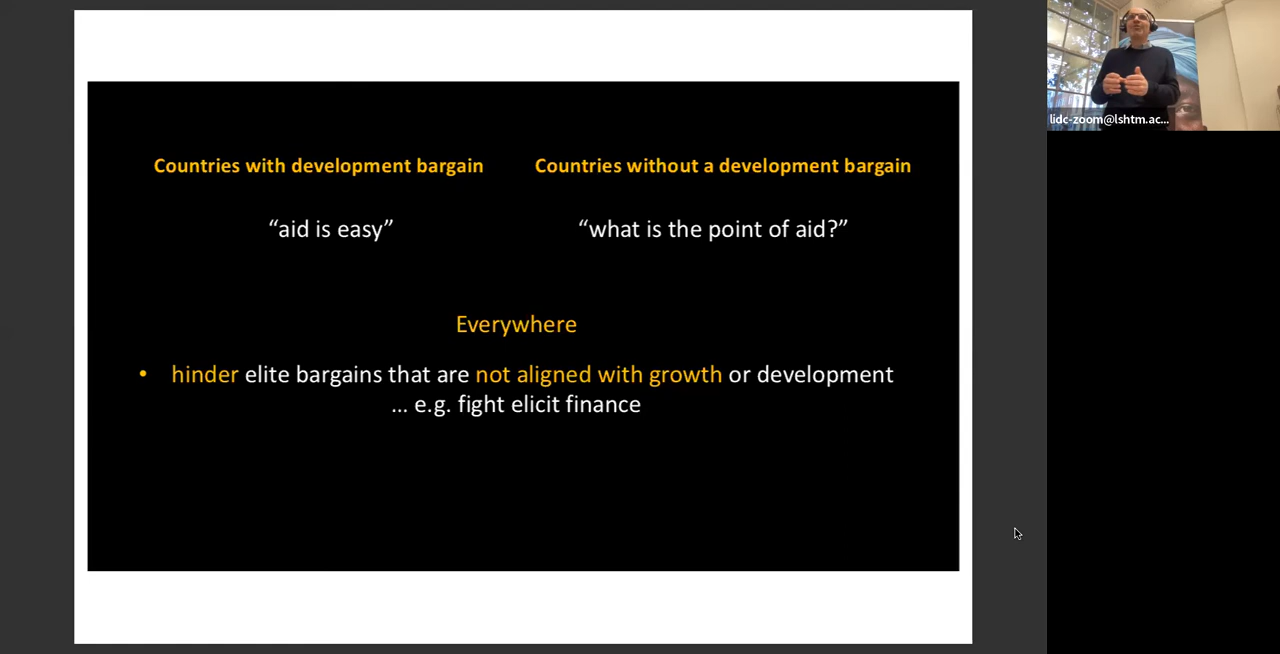 Countries with development bargain
Countries without a development bargain
“aid is easy”
“what is the point of aid?”
Everywhere
• hinder elite bargains that are not aligned with growth or development
... e.g. fight elicit finance
lidc-zoom@lshtm.ac...